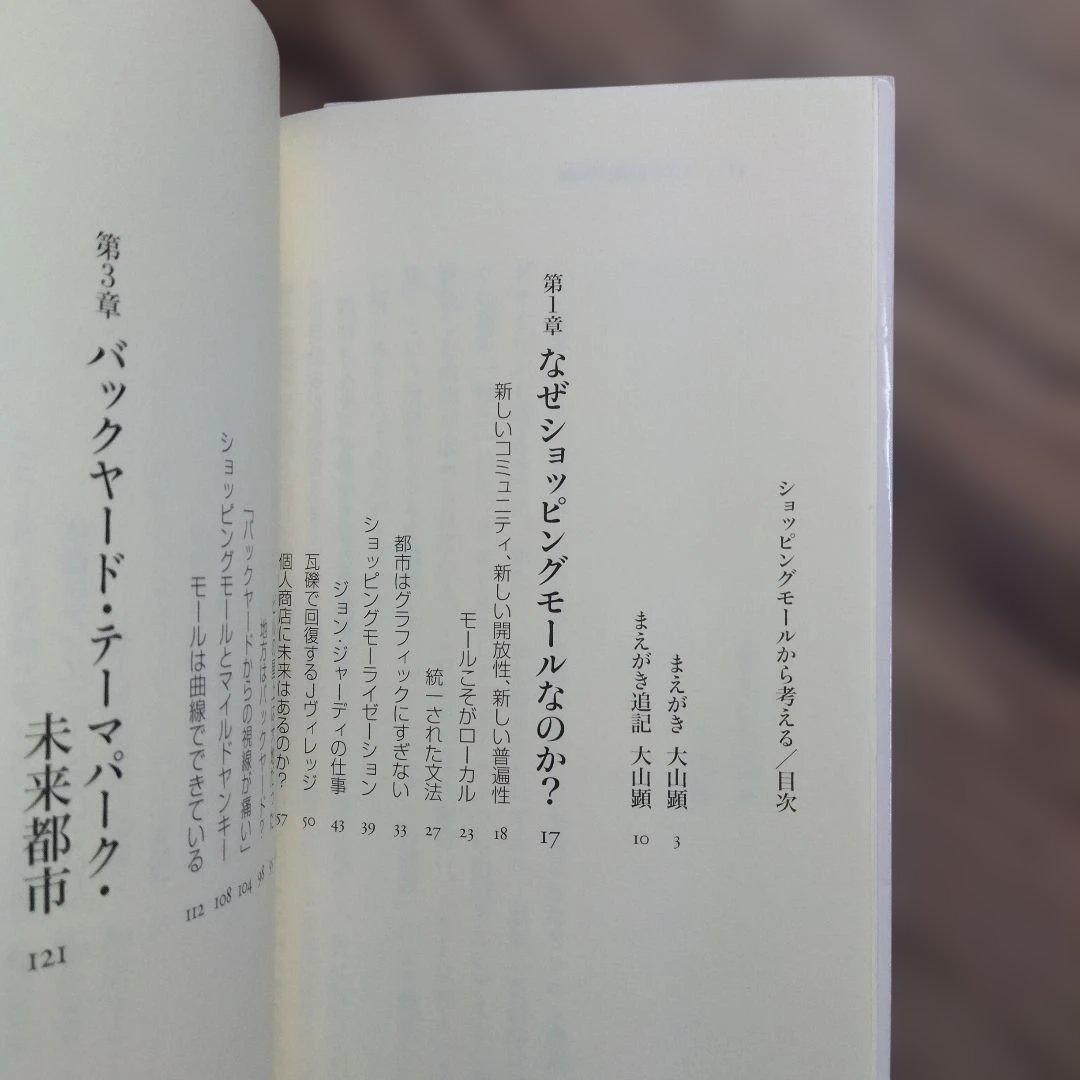 ショッピングモールから考える/目次
まえがき 大山顕 3
まえがき追記 大山顕 10
第1章 なぜショッピングモールなのか? 17
新しいコミュニティ、新しい開放性、新しい普遍性 18
モールこそがローカル 23
統一された文法 27
都市はグラフィックにすぎない 33
ショッピングモーライゼーション 39
ジョン・ジャーディの仕事 43
瓦礫で回復するJヴィレッジ 50
個人商店に未来はあるのか? 57
地方はバックヤード? 98
「バックヤードからの視線が痛い」 104
ショッピングモールとマイルドヤンキー 108
モールは曲線でできている 112
第3章 バックヤード・テーマパーク・
未来都市 121